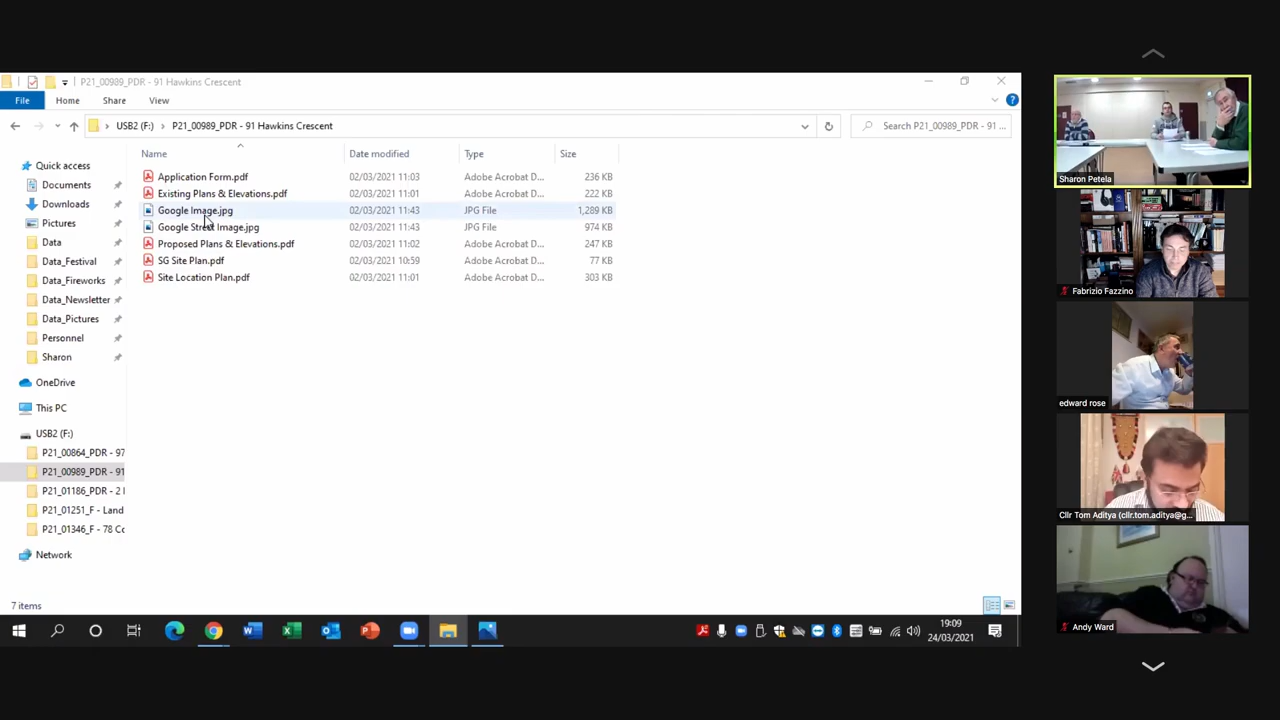 P21_00989_PDR - 91 Hawkins Crescent
File Home Share View
USB2 (F:) P21_00989_PDR - 91 Hawkins Crescent Search P21_00989_PDR - 91 ...
Name Date modified Type Size
Application Form.pdf 02/03/2021 11:03 Adobe Acrobat D... 236 KB
Existing Plans & Elevations.pdf 02/03/2021 11:01 Adobe Acrobat D... 222 KB
Google Image.jpg 02/03/2021 11:43 JPG File 1,289 KB
Google Street Image.jpg 02/03/2021 11:43 JPG File 974 KB
Proposed Plans & Elevations.pdf 02/03/2021 11:02 Adobe Acrobat D... 247 KB
SG Site Plan.pdf 02/03/2021 10:59 Adobe Acrobat D... 77 KB
Site Location Plan.pdf 02/03/2021 11:01 Adobe Acrobat D... 303 KB
Quick access
Documents
Downloads
Pictures
Data
Data_Festival
Data_Fireworks
Data_Newsletter
Data_Pictures
Personnel
Sharon
OneDrive
This PC
USB2 (F:)
P21_00864_PDR - 97
P21_00989_PDR - 91
P21_01186_PDR - 2
P21_01251_F - Land
P21_01346_F - 78 Co
Network
7 items
19:09
24/03/2021
Sharon Petela
Fabrizio Fazzino
edward rose
Cllr Tom Aditya (cllr.tom.aditya@g...
Andy Ward